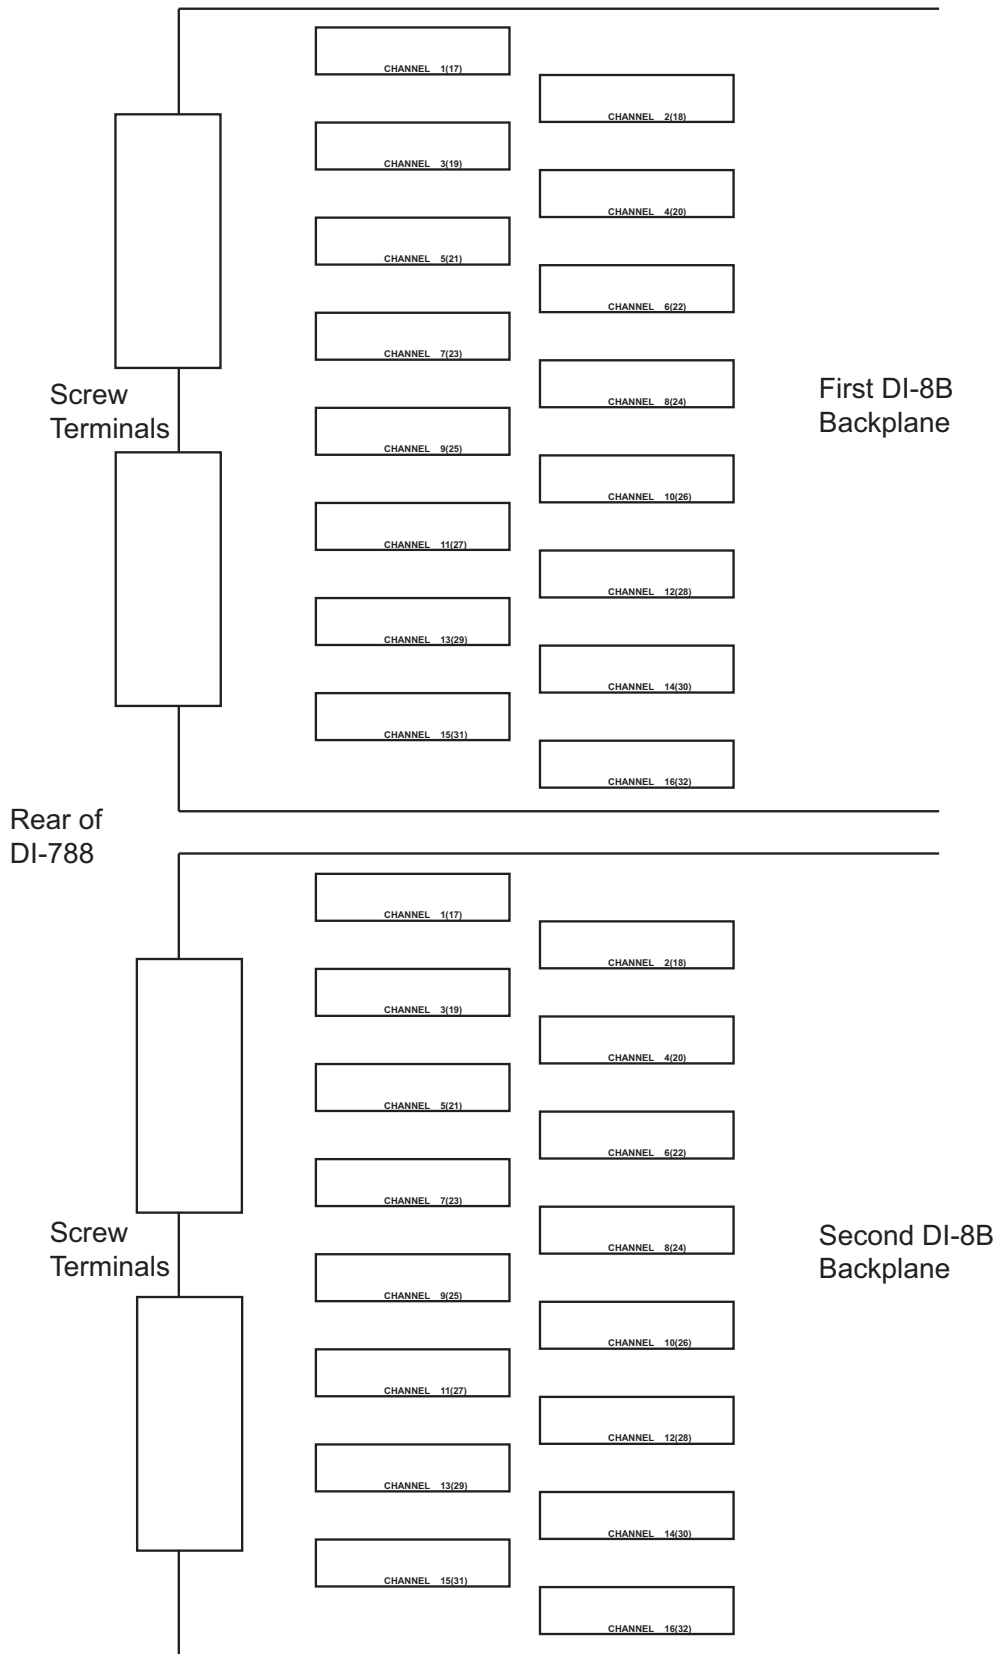 CHANNEL 1(17)
CHANNEL 2(18)
CHANNEL 3(19)
CHANNEL 4(20)
CHANNEL 5(21)
CHANNEL 6(22)
CHANNEL 7(23)
CHANNEL 8(24)
Screw
Terminals
First DI-8B
Backplane
CHANNEL 9(25)
CHANNEL 10(26)
CHANNEL 11(27)
CHANNEL 12(28)
CHANNEL 13(29)
CHANNEL 14(30)
CHANNEL 15(31)
CHANNEL 16(32)
Rear of
DI-788
CHANNEL 1(17)
CHANNEL 2(18)
CHANNEL 3(19)
CHANNEL 4(20)
CHANNEL 5(21)
CHANNEL 6(22)
CHANNEL 7(23)
CHANNEL 8(24)
Screw
Terminals
Second DI-8B
Backplane
CHANNEL 9(25)
CHANNEL 10(26)
CHANNEL 11(27)
CHANNEL 12(28)
CHANNEL 13(29)
CHANNEL 14(30)
CHANNEL 15(31)
CHANNEL 16(32)